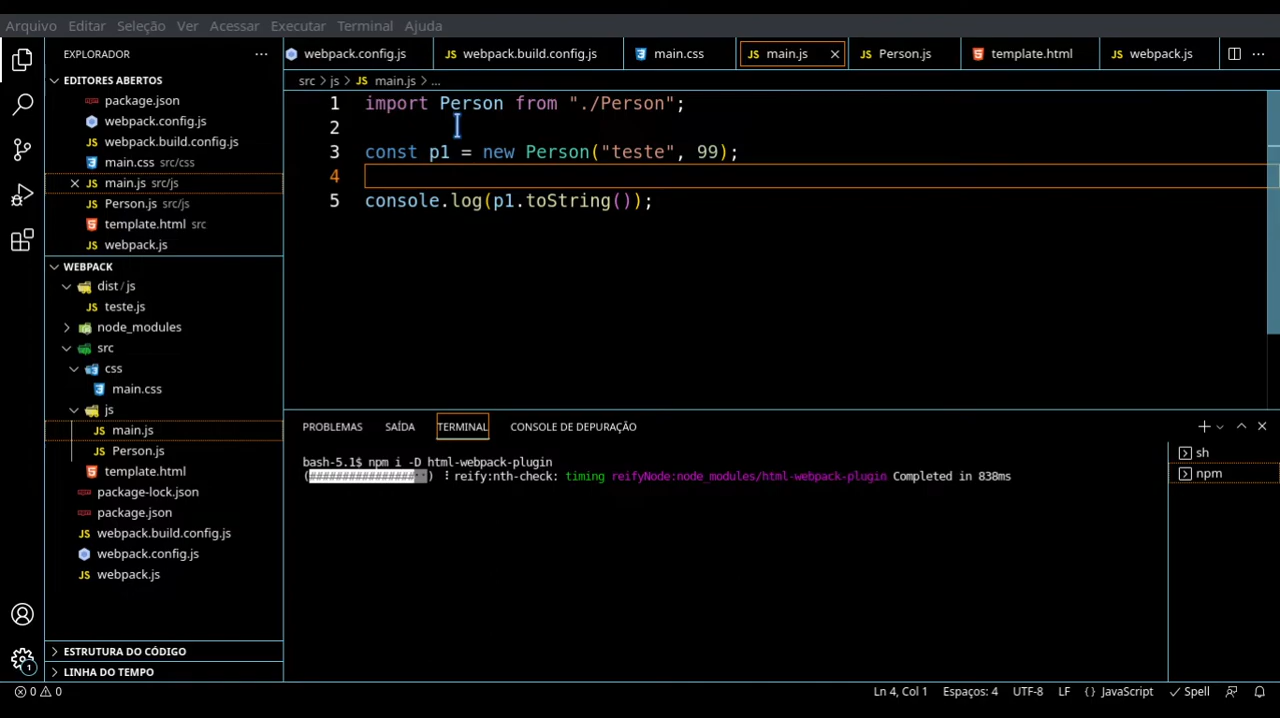 Arquivo Editar Seleção Ver Acessar Executar Terminal Ajuda
EXPLORADOR
webpack.config.js webpack.build.config.js main.css main.js Person.js template.html webpack.js
EDITORES ABERTOS
package.json
webpack.config.js
webpack.build.config.js
main.css src/css
main.js src/js
Person.js src/js
template.html src
webpack.js
WEBPACK
dist / js
teste.js
node_modules
src
css
main.css
js
main.js
Person.js
template.html
package-lock.json
package.json
webpack.build.config.js
webpack.config.js
webpack.js
ESTRUTURA DO CÓDIGO
LINHA DO TEMPO
src > js > main.js > ...
1 import Person from "./Person";
2
3 const p1 = new Person("teste", 99);
4
5 console.log(p1.toString());
PROBLEMAS SAÍDA TERMINAL CONSOLE DE DEPURAÇÃO
bash-5.1$ npm i -D html-webpack-plugin
(################··) ⠸ reify:nth-check: timing reifyNode:node_modules/html-webpack-plugin Completed in 838ms
sh
npm
1
0 0 Ln 4, Col 1 Espaços: 4 UTF-8 LF {} JavaScript Spell